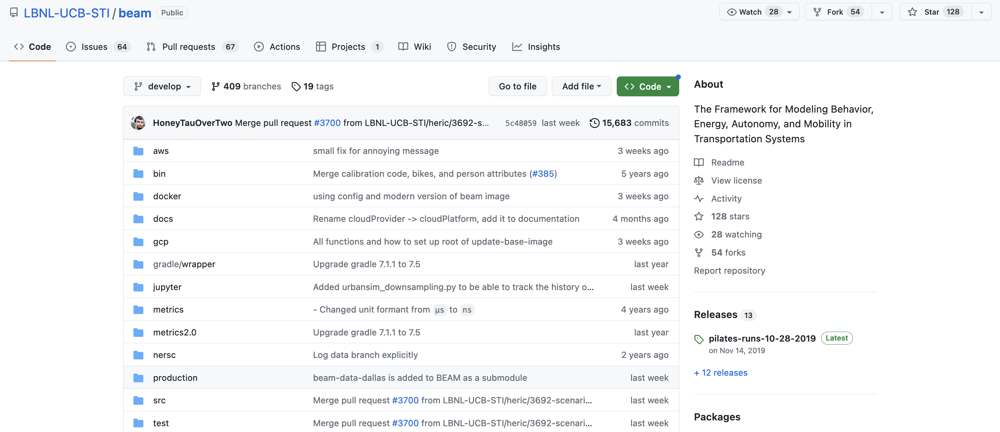 LBNL-UCB-STI / beam Public Watch 28 Fork 54 Star 128
Code Issues 64 Pull requests 67 Actions Projects 1 Wiki Security Insights
develop 409 branches 19 tags Go to file Add file Code
HoneyTauOverTwo Merge pull request #3700 from LBNL-UCB-STI/heric/3692-s... 5c48059 last week 15,683 commits
aws small fix for annoying message 3 weeks ago
bin Merge calibration code, bikes, and person attributes (#385) 5 years ago
docker using config and modern version of beam image 3 weeks ago
docs Rename cloudProvider -> cloudPlatform, add it to documentation 4 months ago
gcp All functions and how to set up root of update-base-image 3 weeks ago
gradle/wrapper Upgrade gradle 7.1.1 to 7.5 last year
jupyter Added urbansim_downsampling.py to be able to track the history o... last week
metrics - Changed unit formant from µs to ns 4 years ago
metrics2.0 Upgrade gradle 7.1.1 to 7.5 last year
nersc Log data branch explicitly 2 years ago
production beam-data-dallas is added to BEAM as a submodule last week
src Merge pull request #3700 from LBNL-UCB-STI/heric/3692-scenari... last week
test Merge pull request #3700 from LBNL-UCB-STI/heric/3692-scenari... last week
About
The Framework for Modeling Behavior,
Energy, Autonomy, and Mobility in
Transportation Systems
Readme
View license
Activity
128 stars
28 watching
54 forks
Report repository
Releases 13
pilates-runs-10-28-2019 Latest
on Nov 14, 2019
+ 12 releases
Packages